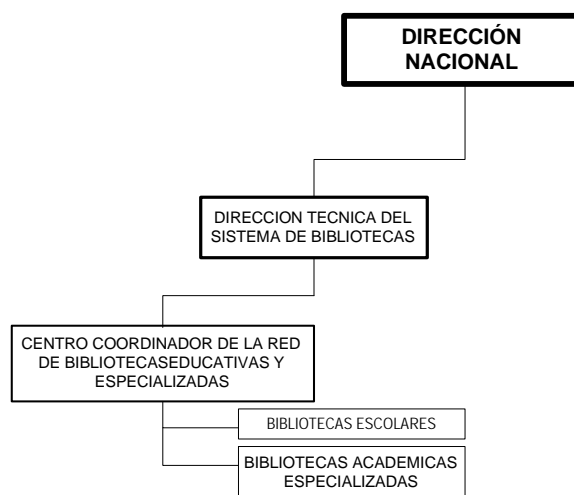 DIRECCIÓN
NACIONAL
DIRECCION TECNICA DEL
SISTEMA DE BIBLIOTECAS
CENTRO COORDINADOR DE LA RED
DE BIBLIOTECASEDUCATIVAS Y
ESPECIALIZADAS
BIBLIOTECAS ESCOLARES
BIBLIOTECAS ACADEMICAS
ESPECIALIZADAS